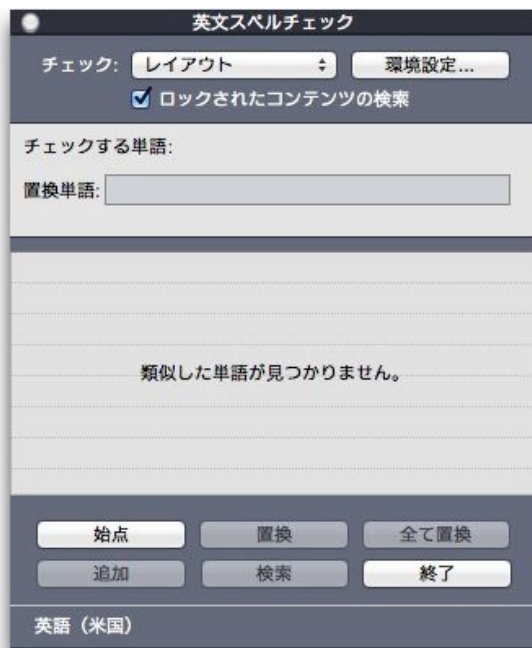 英文スペルチェック
チェック: レイアウト 環境設定...
ロックされたコンテンツの検索
チェックする単語:
置換単語:
類似した単語が見つかりません。
始点 置換 全て置換
追加 検索 終了
英語（米国）